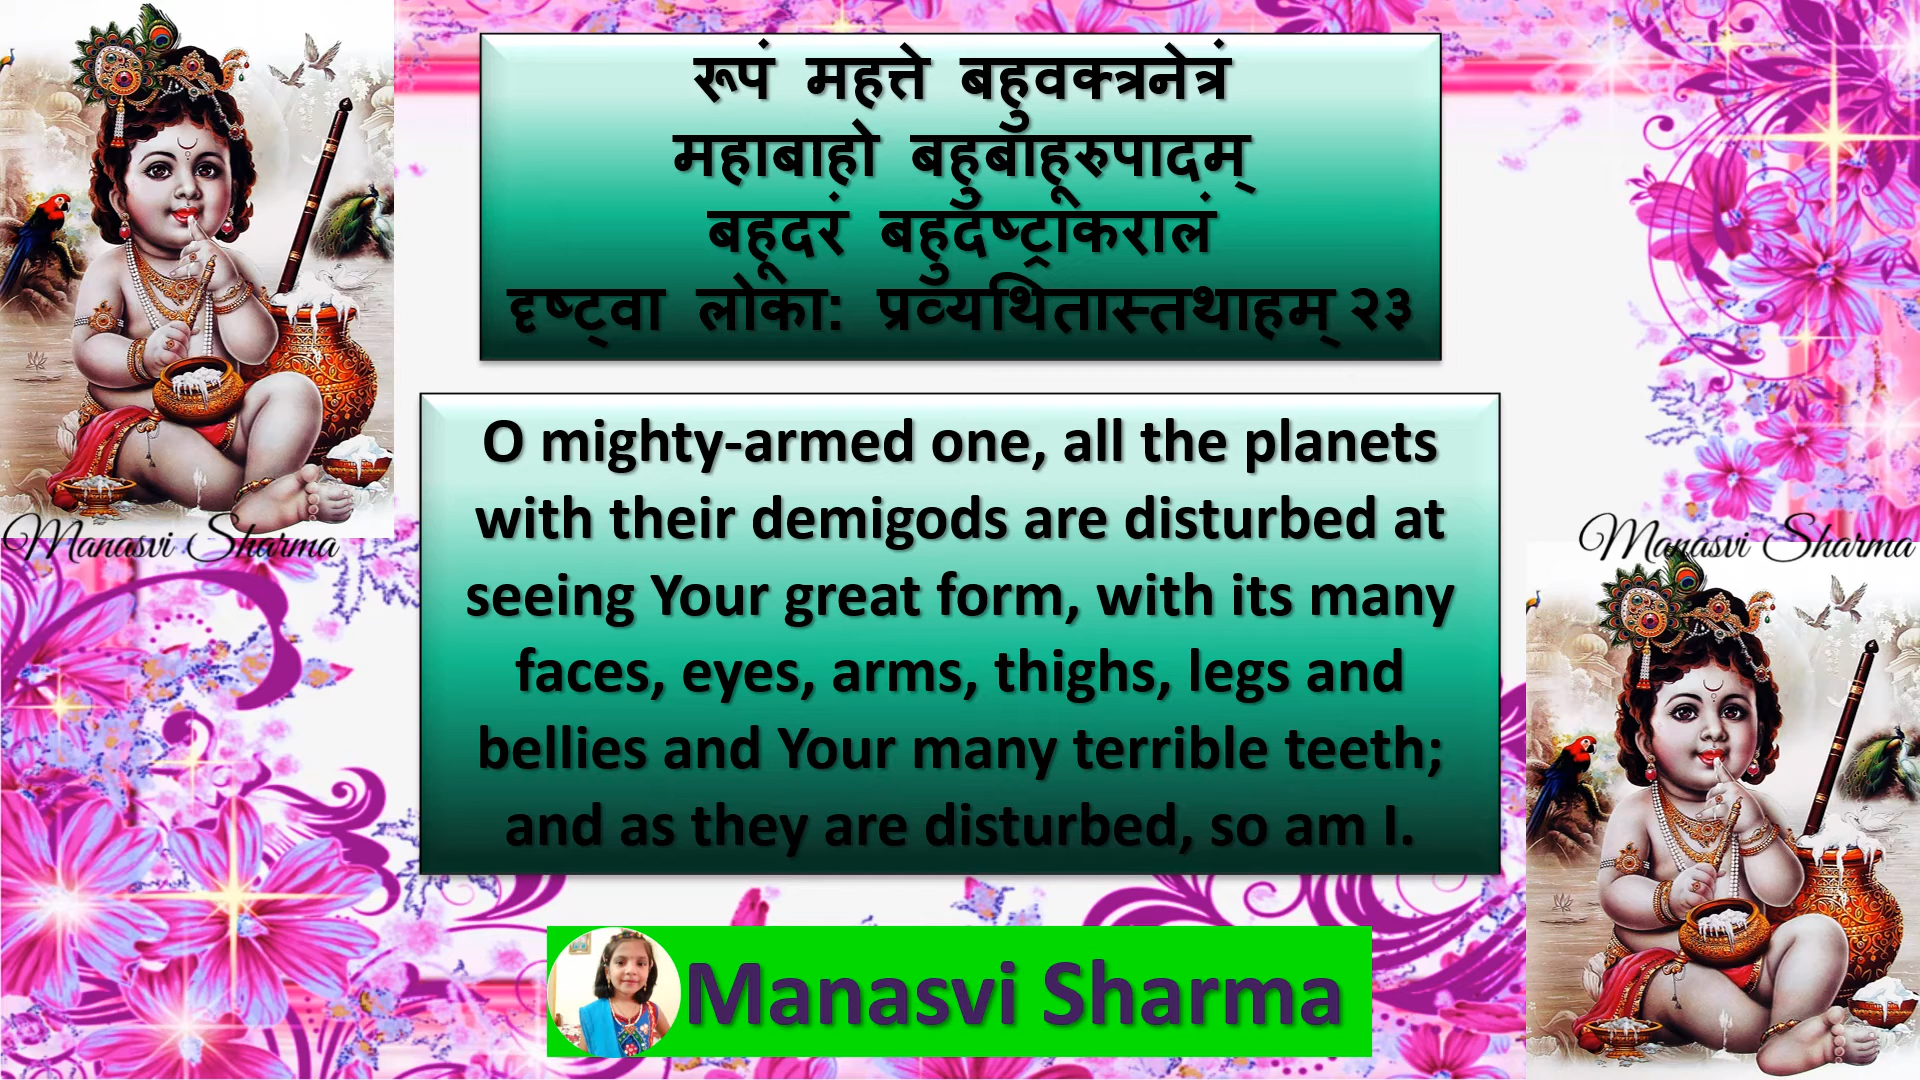 रूपं महत्ते बहुवक्त्रनेत्रं
महाबाहो बहुबाहूरुपादम्
बहूदरं बहुदंष्ट्राकरालं
दृष्ट्वा लोका: प्रव्यथितास्तथाहम् २३
O mighty-armed one, all the planets
with their demigods are disturbed at
seeing Your great form, with its many
faces, eyes, arms, thighs, legs and
bellies and Your many terrible teeth;
and as they are disturbed, so am I.
Manasvi Sharma
Manasvi Sharma
Manasvi Sharma